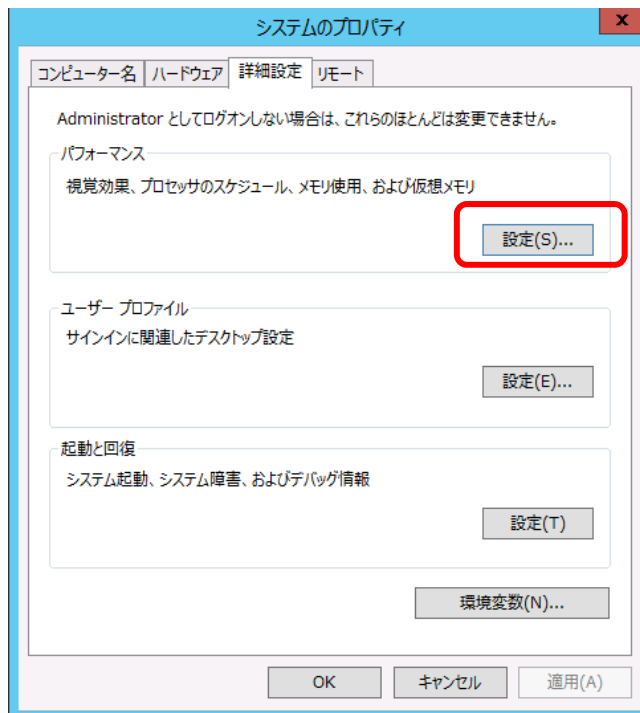 システムのプロパティ
x
コンピューター名 ハードウェア 詳細設定 リモート
Administrator としてログオンしない場合は、これらのほとんどは変更できません。
パフォーマンス
視覚効果、プロセッサのスケジュール、メモリ使用、および仮想メモリ
設定(S)...
ユーザー プロファイル
サインインに関連したデスクトップ設定
設定(E)...
起動と回復
システム起動、システム障害、およびデバッグ情報
設定(T)
環境変数(N)...
OK キャンセル 適用(A)